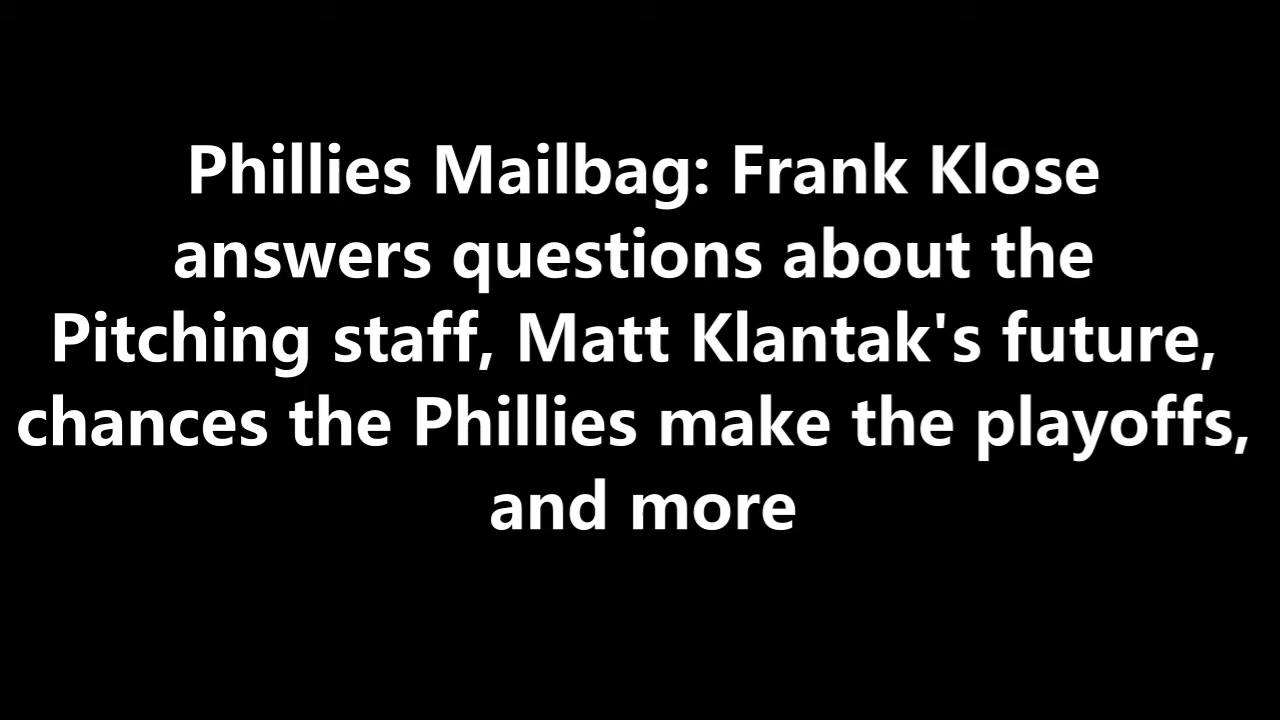 Phillies Mailbag: Frank Klose
answers questions about the
Pitching staff, Matt Klantak's future,
chances the Phillies make the playoffs,
and more